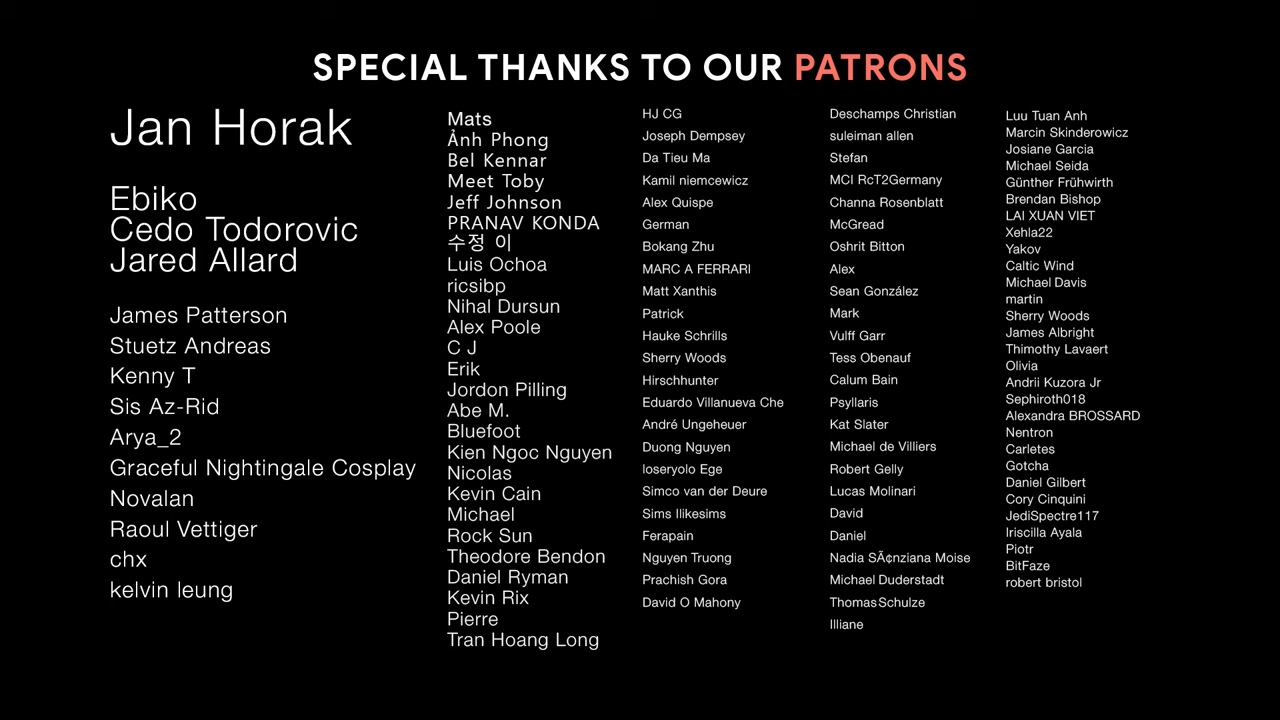 SPECIAL THANKS TO OUR PATRONS
Jan Horak
Ebiko
Cedo Todorovic
Jared Allard
James Patterson
Stuetz Andreas
Kenny T
Sis Az-Rid
Arya_2
Graceful Nightingale Cosplay
Novalan
Raoul Vettiger
chx
kelvin leung
Mats
Ảnh Phong
Bel Kennar
Meet Toby
Jeff Johnson
PRANAV KONDA
수정 이
Luis Ochoa
ricsibp
Nihal Dursun
Alex Poole
C J
Erik
Jordon Pilling
Abe M.
Bluefoot
Kien Ngoc Nguyen
Nicolas
Kevin Cain
Michael
Rock Sun
Theodore Bendon
Daniel Ryman
Kevin Rix
Pierre
Tran Hoang Long
HJ CG
Joseph Dempsey
Da Tieu Ma
Kamil niemcewicz
Alex Quispe
German
Bokang Zhu
MARC A FERRARI
Matt Xanthis
Patrick
Hauke Schrills
Sherry Woods
Hirschhunter
Eduardo Villanueva Che
André Ungeheuer
Duong Nguyen
loseryolo Ege
Simco van der Deure
Sims Ilikesims
Ferapain
Nguyen Truong
Prachish Gora
David O Mahony
Deschamps Christian
suleiman allen
Stefan
MCI RcT2Germany
Channa Rosenblatt
McGread
Oshrit Bitton
Alex
Sean González
Mark
Vulff Garr
Tess Obenauf
Calum Bain
Psyllaris
Kat Slater
Michael de Villiers
Robert Gelly
Lucas Molinari
David
Daniel
Nadia SÃ¢nziana Moise
Michael Duderstadt
Thomas Schulze
Illiane
Luu Tuan Anh
Marcin Skinderowicz
Josiane Garcia
Michael Seida
Günther Frühwirth
Brendan Bishop
LAI XUAN VIET
Xehla22
Yakov
Caltic Wind
Michael Davis
martin
Sherry Woods
James Albright
Thimothy Lavaert
Olivia
Andrii Kuzora Jr
Sephiroth018
Alexandra BROSSARD
Nentron
Carletes
Gotcha
Daniel Gilbert
Cory Cinquini
JediSpectre117
Iriscilla Ayala
Piotr
BitFaze
robert bristol